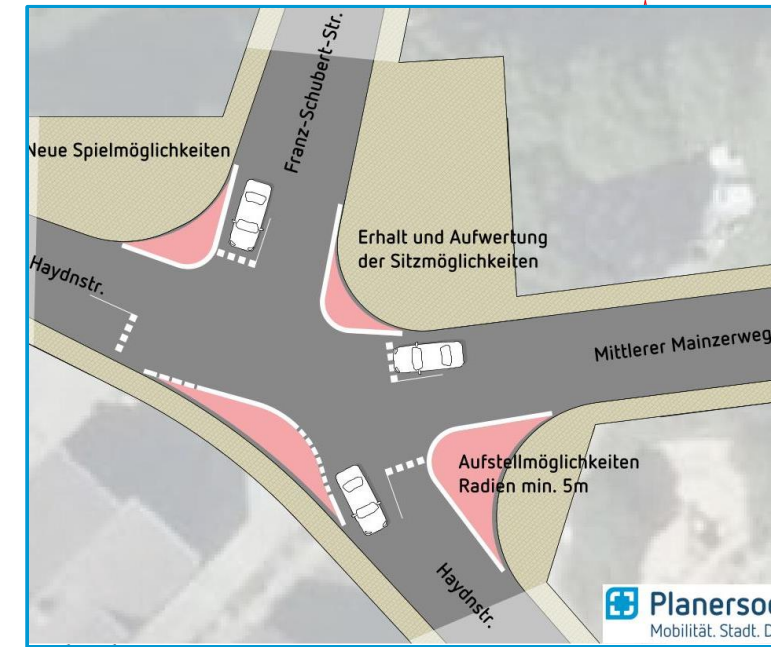 Franz-Schubert-Str.
Neue Spielmöglichkeiten
Erhalt und Aufwertung
der Sitzmöglichkeiten
Haydnstr.
Mittlerer Mainzerweg
Aufstellmöglichkeiten
Radien min. 5m
Haydnstr.
Mobilität. Stadt.